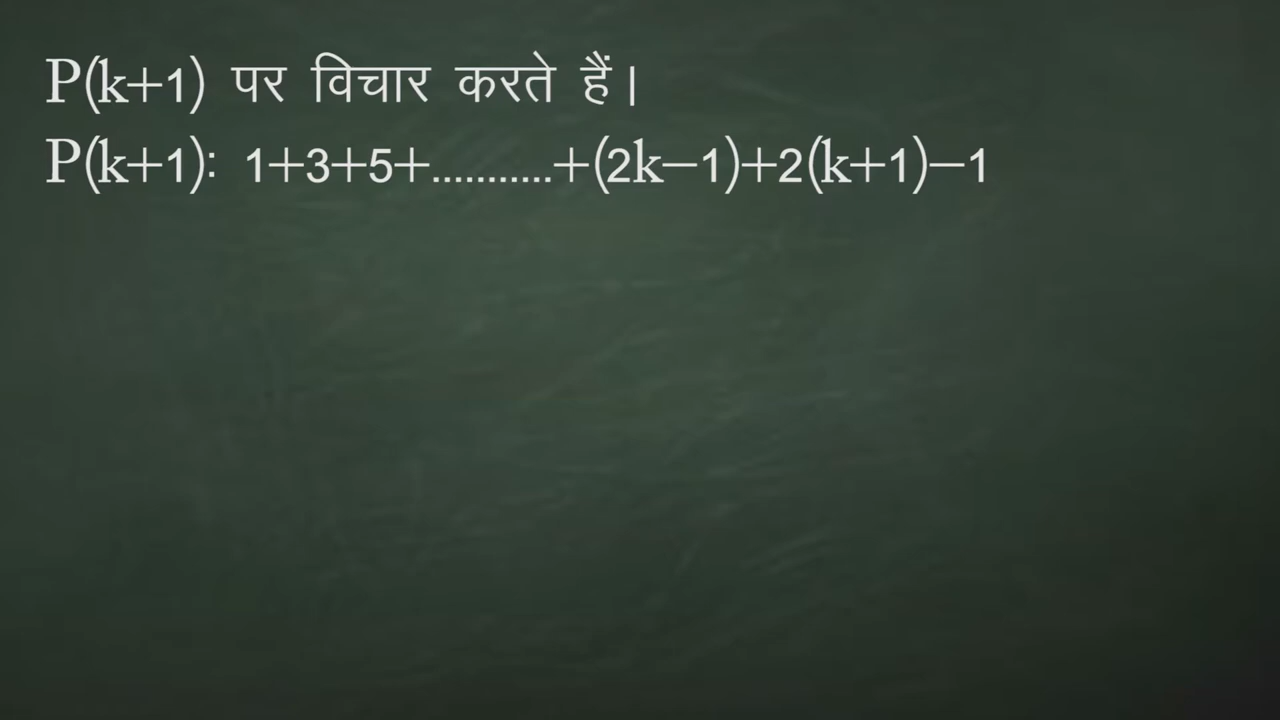 P(k+1) पर विचार करते हैं।
P(k+1): 1+3+5+...........+(2k−1)+2(k+1)−1